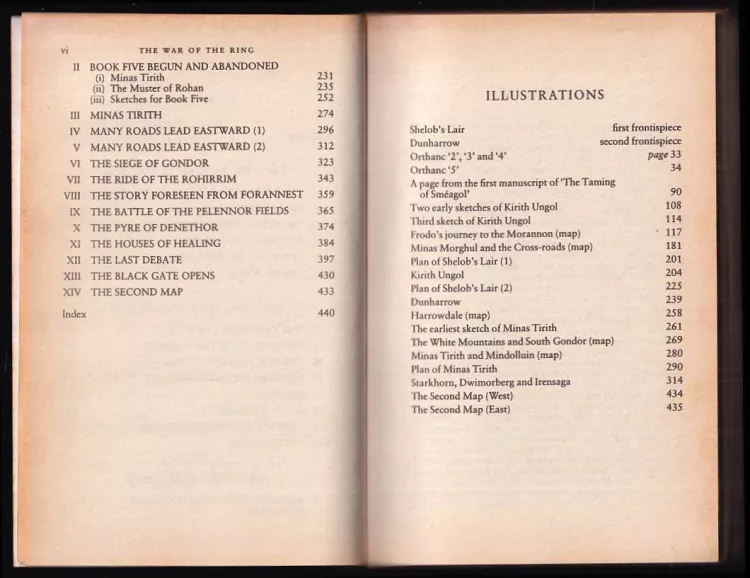 vi THE WAR OF THE RING
II BOOK FIVE BEGUN AND ABANDONED
(i) Minas Tirith 231
(ii) The Muster of Rohan 235
(iii) Sketches for Book Five 252
III MINAS TIRITH 274
IV MANY ROADS LEAD EASTWARD (1) 296
V MANY ROADS LEAD EASTWARD (2) 312
VI THE SIEGE OF GONDOR 323
VII THE RIDE OF THE ROHIRRIM 343
VIII THE STORY FORESEEN FROM FORANNEST 359
IX THE BATTLE OF THE PELENNOR FIELDS 365
X THE PYRE OF DENETHOR 374
XI THE HOUSES OF HEALING 384
XII THE LAST DEBATE 397
XIII THE BLACK GATE OPENS 430
XIV THE SECOND MAP 433
Index 440
ILLUSTRATIONS
Shelob's Lair first frontispiece
Dunharrow second frontispiece
Orthanc '2', '3' and '4' page 33
Orthanc '5' 34
A page from the first manuscript of 'The Taming
of Sméagol' 90
Two early sketches of Kirith Ungol 108
Third sketch of Kirith Ungol 114
Frodo's journey to the Morannon (map) 117
Minas Morghul and the Cross-roads (map) 181
Plan of Shelob's Lair (1) 201
Kirith Ungol 204
Plan of Shelob's Lair (2) 225
Dunharrow 239
Harrowdale (map) 258
The earliest sketch of Minas Tirith 261
The White Mountains and South Gondor (map) 269
Minas Tirith and Mindolluin (map) 280
Plan of Minas Tirith 290
Starkhorn, Dwimorberg and Irensaga 314
The Second Map (West) 434
The Second Map (East) 435